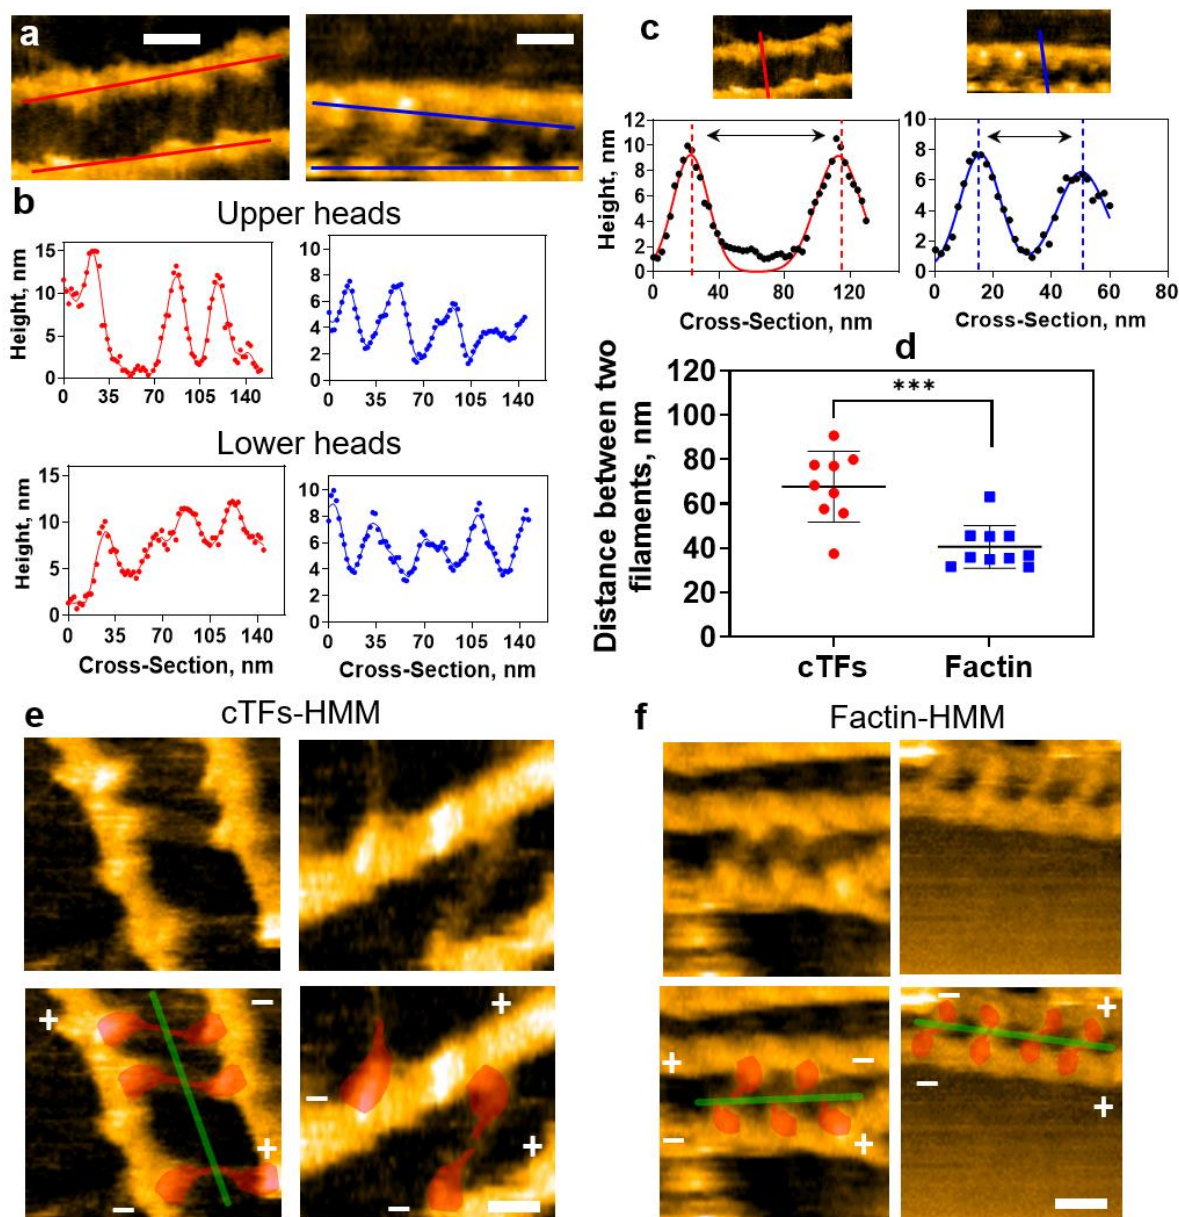 a
b
Upper heads
Height, nm
15
10
5
0
0 35 70 105 140
10
8
6
4
2
0
0 35 70 105 140
Lower heads
Height, nm
15
10
5
0
0 35 70 105 140
10
8
6
4
2
0
0 35 70 105 140
Cross-Section, nm
Cross-Section, nm
c
Height, nm
12
10
8
6
4
2
0
0 40 80 120
Cross-Section, nm
10
8
6
4
2
0
0 20 40 60 80
Cross-Section, nm
d
Distance between two
filaments, nm
120
100
80
60
40
20
0
***
cTFs Factin
e
cTFs-HMM
+ −
+
−
+
−
+
−
f
Factin-HMM
+ −
− +
− +
− +